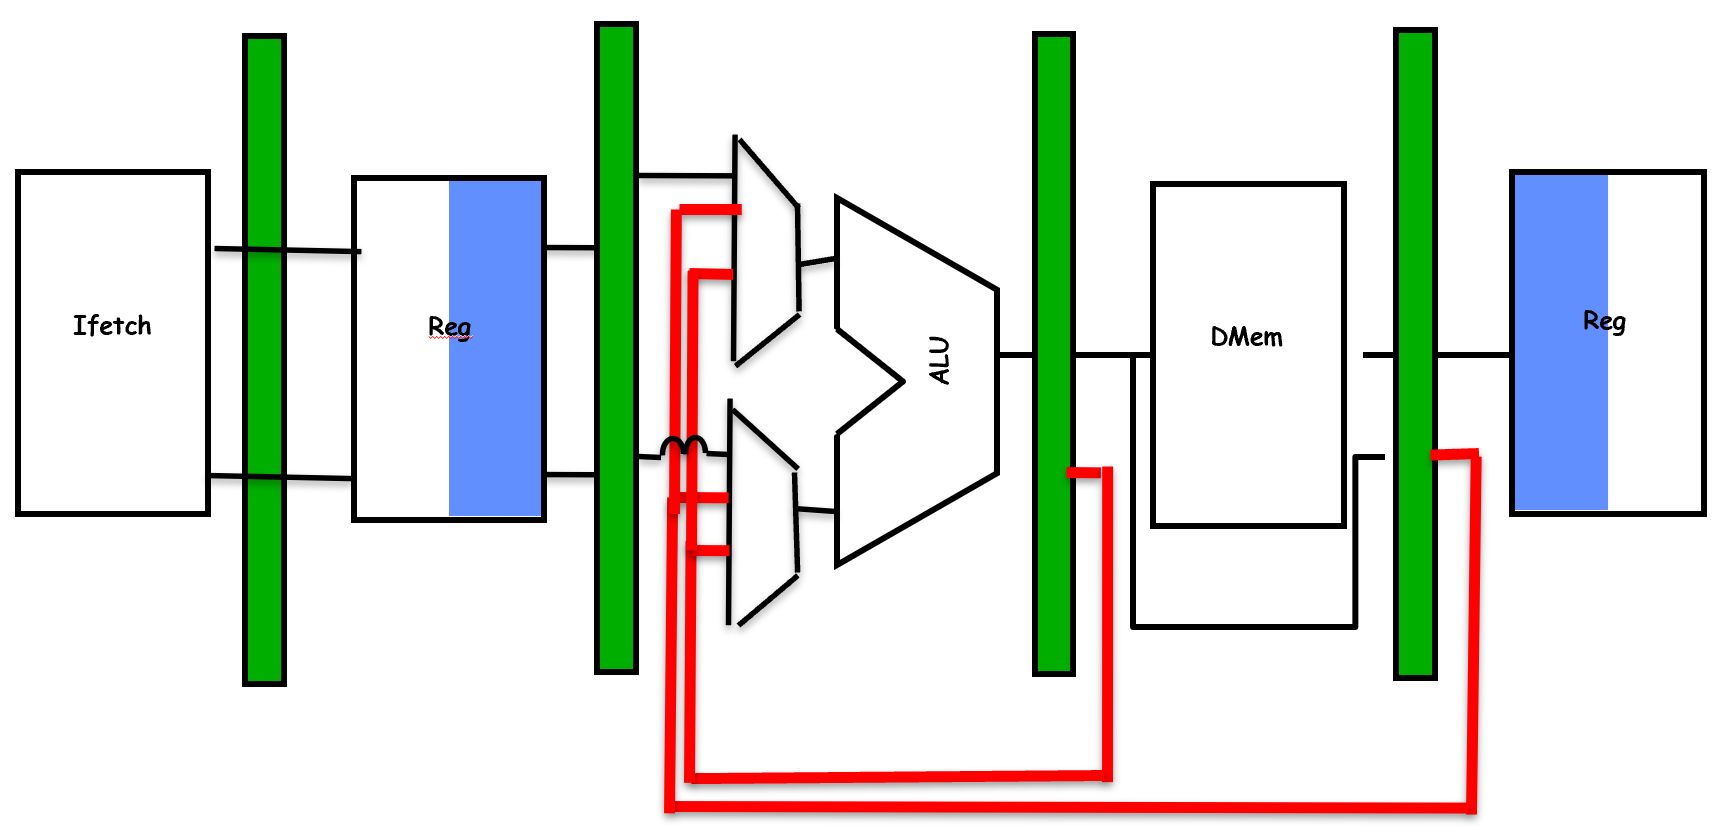 Ifetch
Reg
ALU
DMem
Reg